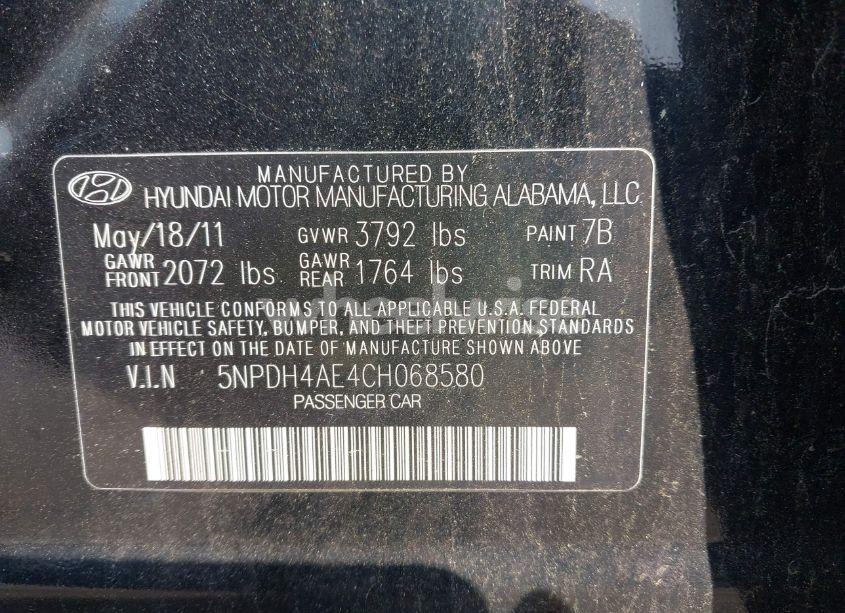 MANUFACTURED BY
HYUNDAI MOTOR MANUFACTURING ALABAMA, LLC
May/18/11 GVWR 3792 lbs PAINT 7B
GAWR FRONT 2072 lbs. GAWR REAR 1764 lbs TRIM RA
THIS VEHICLE CONFORMS TO ALL APPLICABLE U.S.A. FEDERAL
MOTOR VEHICLE SAFETY, BUMPER, AND THEFT PREVENTION STANDARDS
IN EFFECT ON THE DATE OF MANUFACTURE SHOWN ABOVE
V.I.N 5NPDH4AE4CH068580
PASSENGER CAR